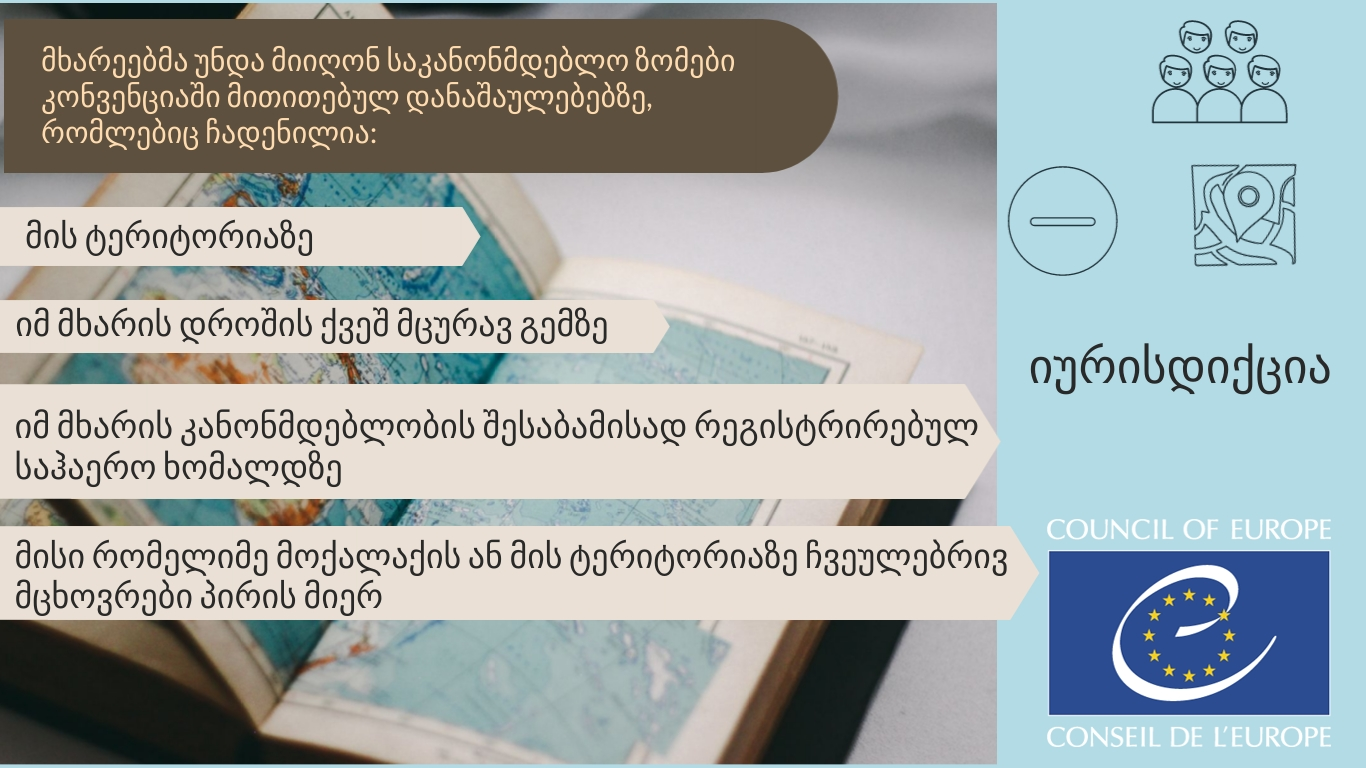 მხარეებმა უნდა მიიღონ საკანონმდებლო ზომები
კონვენციაში მითითებულ დანაშაულებებზე,
რომლებიც ჩადენილია:
მის ტერიტორიაზე
იმ მხარის დროშის ქვეშ მცურავ გემზე
იმ მხარის კანონმდებლობის შესაბამისად რეგისტრირებულ
საჰაერო ხომალდზე
მისი რომელიმე მოქალაქის ან მის ტერიტორიაზე ჩვეულებრივ
მცხოვრები პირის მიერ
იურისდიქცია
COUNCIL OF EUROPE
CONSEIL DE L'EUROPE